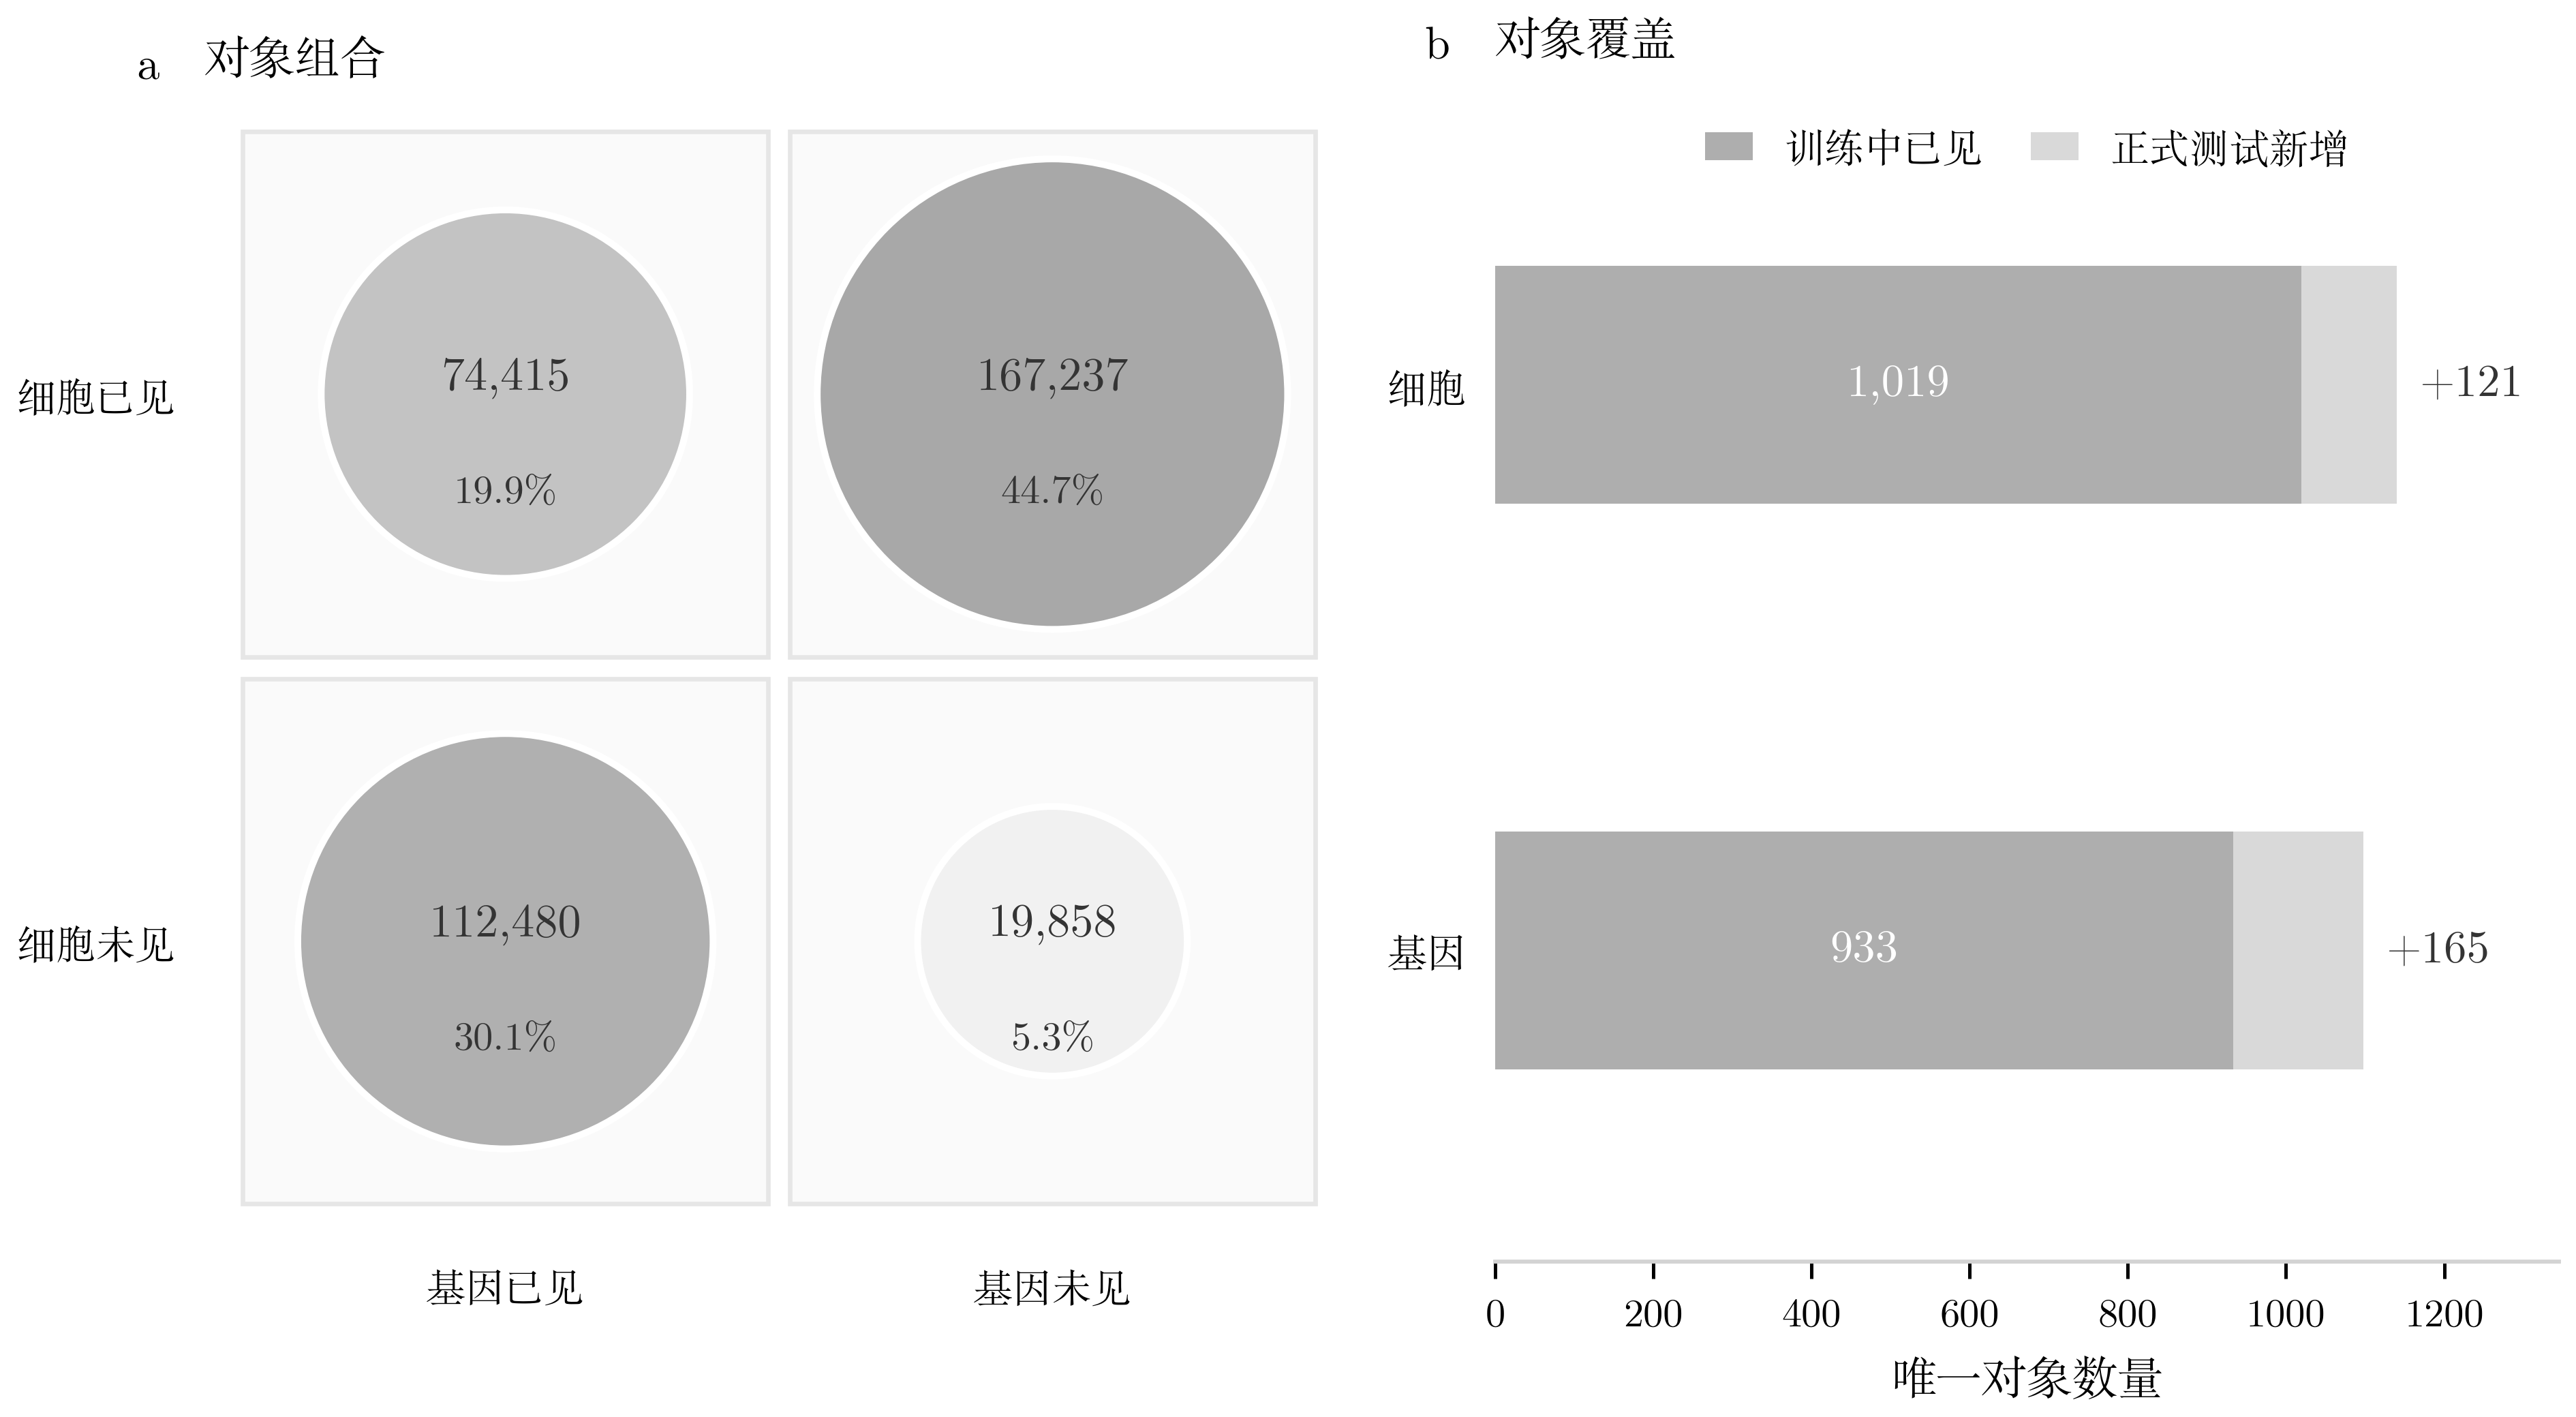 a 对象组合
细胞已见
74,415
19.9%
167,237
44.7%
细胞未见
112,480
30.1%
19,858
5.3%
基因已见
基因未见
b 对象覆盖
训练中已见
正式测试新增
细胞
1,019
+121
基因
933
+165
0 200 400 600 800 1000 1200
唯一对象数量